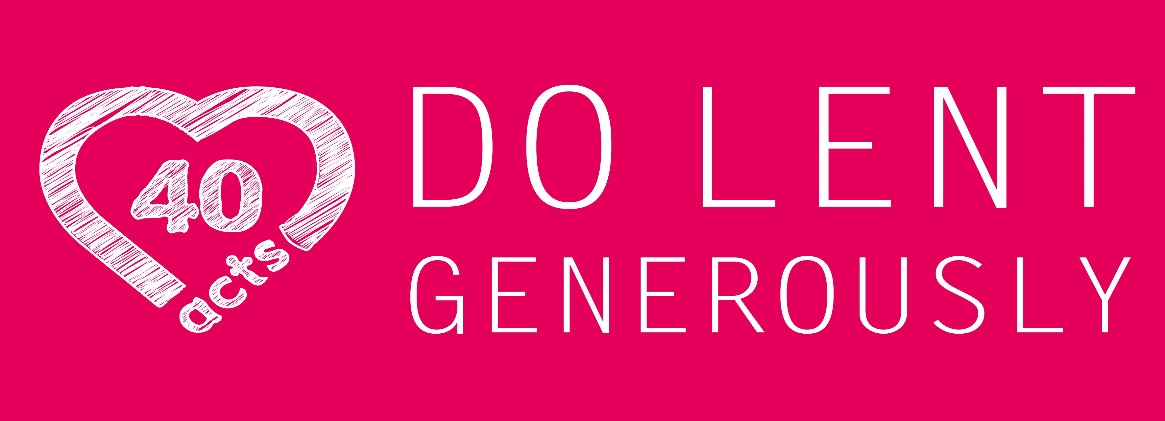 40
acts
DO LENT
GENEROUSLY